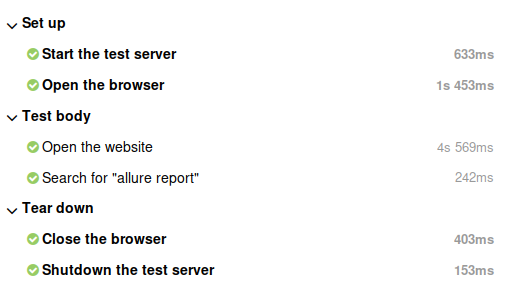 Set up
Start the test server 633ms
Open the browser 1s 453ms
Test body
Open the website 4s 569ms
Search for "allure report" 242ms
Tear down
Close the browser 403ms
Shutdown the test server 153ms